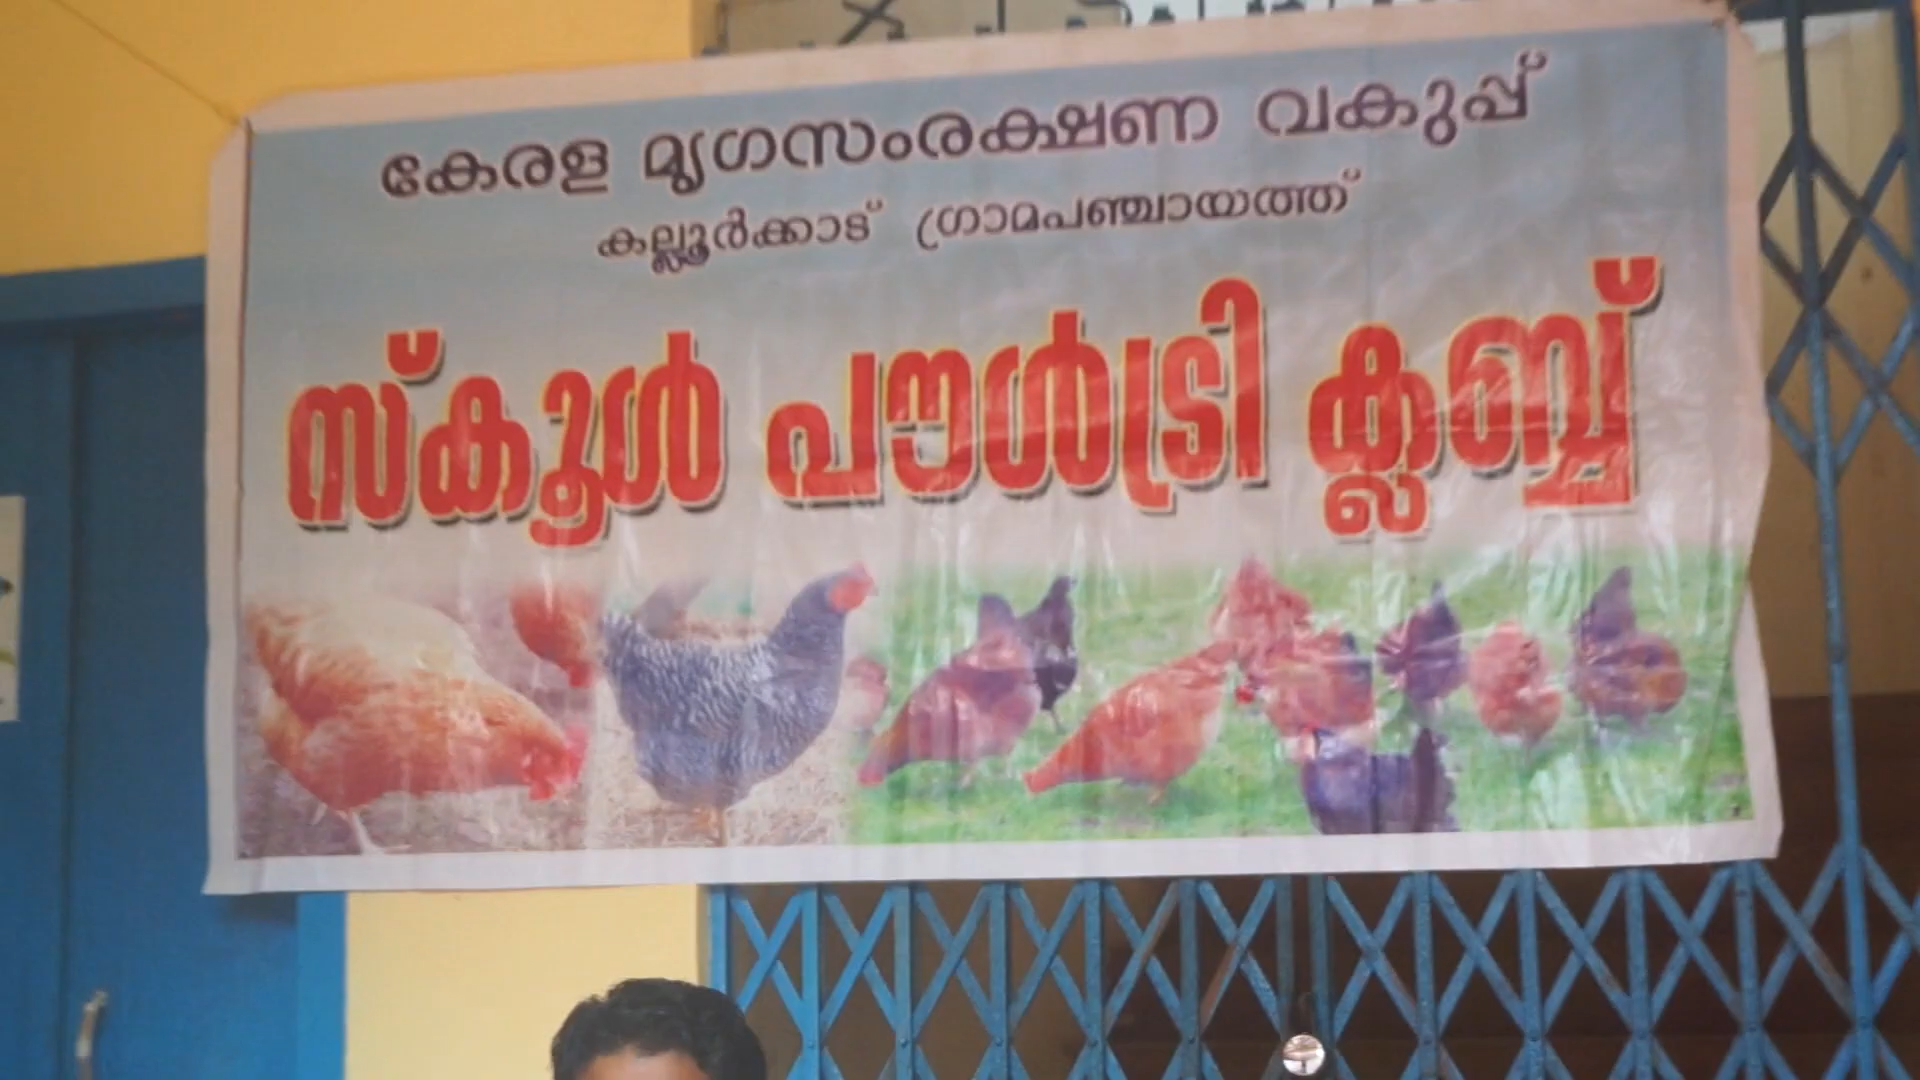 കേരള മൃഗസംരക്ഷണ വകുപ്പ്
കല്ലൂർക്കാട് ഗ്രാമപഞ്ചായത്ത്
സ്കൂൾ പൗൾട്രി ക്ലബ്ബ്